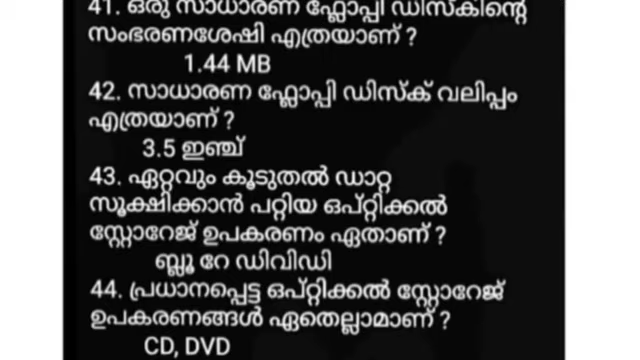 41. ഒരു സാധാരണ ഫ്ലോപ്പി ഡിസ്കിന്റെ
സംഭരണശേഷി എത്രയാണ് ?
1.44 MB
42. സാധാരണ ഫ്ലോപ്പി ഡിസ്ക് വലിപ്പം
എത്രയാണ് ?
3.5 ഇഞ്ച്
43. ഏറ്റവും കൂടുതൽ ഡാറ്റ
സൂക്ഷിക്കാൻ പറ്റിയ ഒപ്റ്റിക്കൽ
സ്റ്റോറേജ് ഉപകരണം ഏതാണ് ?
ബ്ലൂ റേ ഡിവിഡി
44. പ്രധാനപ്പെട്ട ഒപ്റ്റിക്കൽ സ്റ്റോറേജ്
ഉപകരണങ്ങൾ ഏതെല്ലാമാണ് ?
CD, DVD